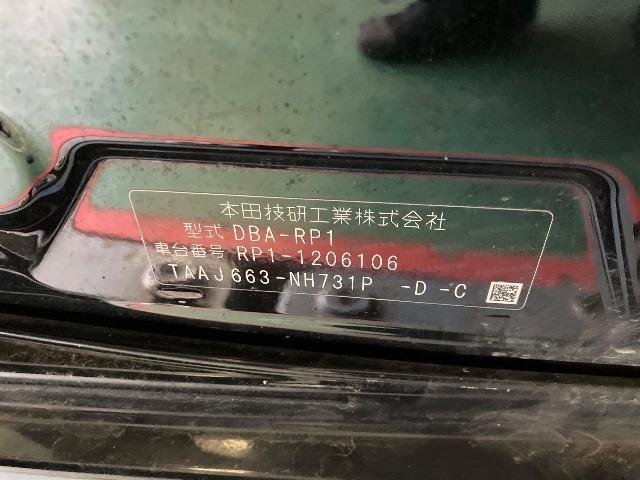 本田技研工業株式会社
型式 DBA-RP1
車台番号 RP1-1206106
TAAJ663-NH731P -D -C